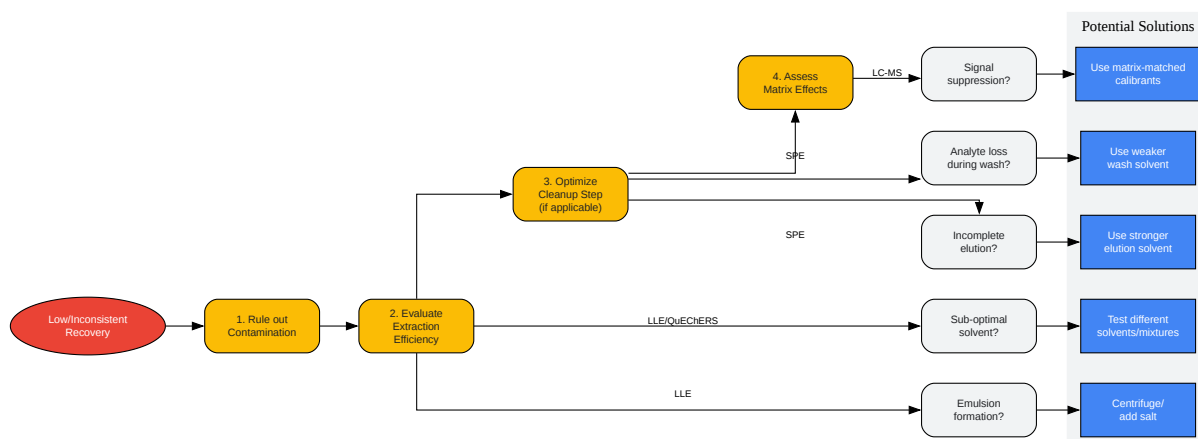 Potential Solutions
4. Assess
Matrix Effects
LC-MS
Signal
suppression?
Use matrix-matched
calibrants
SPE
Analyte loss
during wash?
Use weaker
wash solvent
3. Optimize
Cleanup Step
(if applicable)
SPE
Incomplete
elution?
Use stronger
elution solvent
Low/Inconsistent
Recovery
1. Rule out
Contamination
2. Evaluate
Extraction
Efficiency
LLE/QuEChERS
Sub-optimal
solvent?
Test different
solvents/mixtures
LLE
Emulsion
formation?
Centrifuge/
add salt